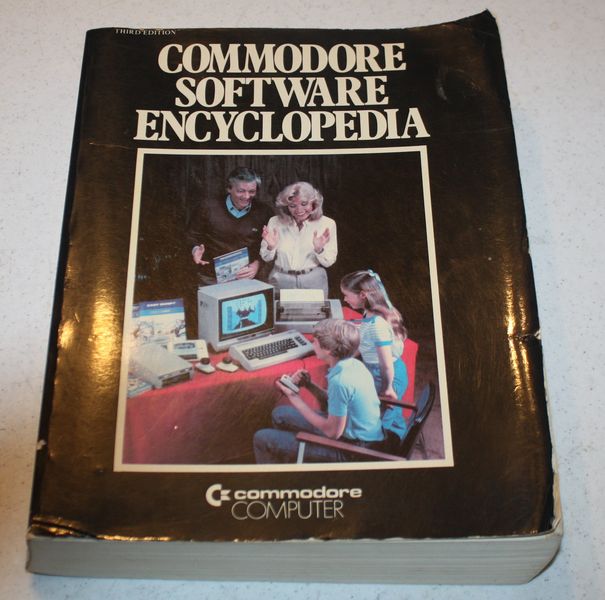 THIRD EDITION
COMMODORE
SOFTWARE
ENCYCLOPEDIA
commodore
COMPUTER